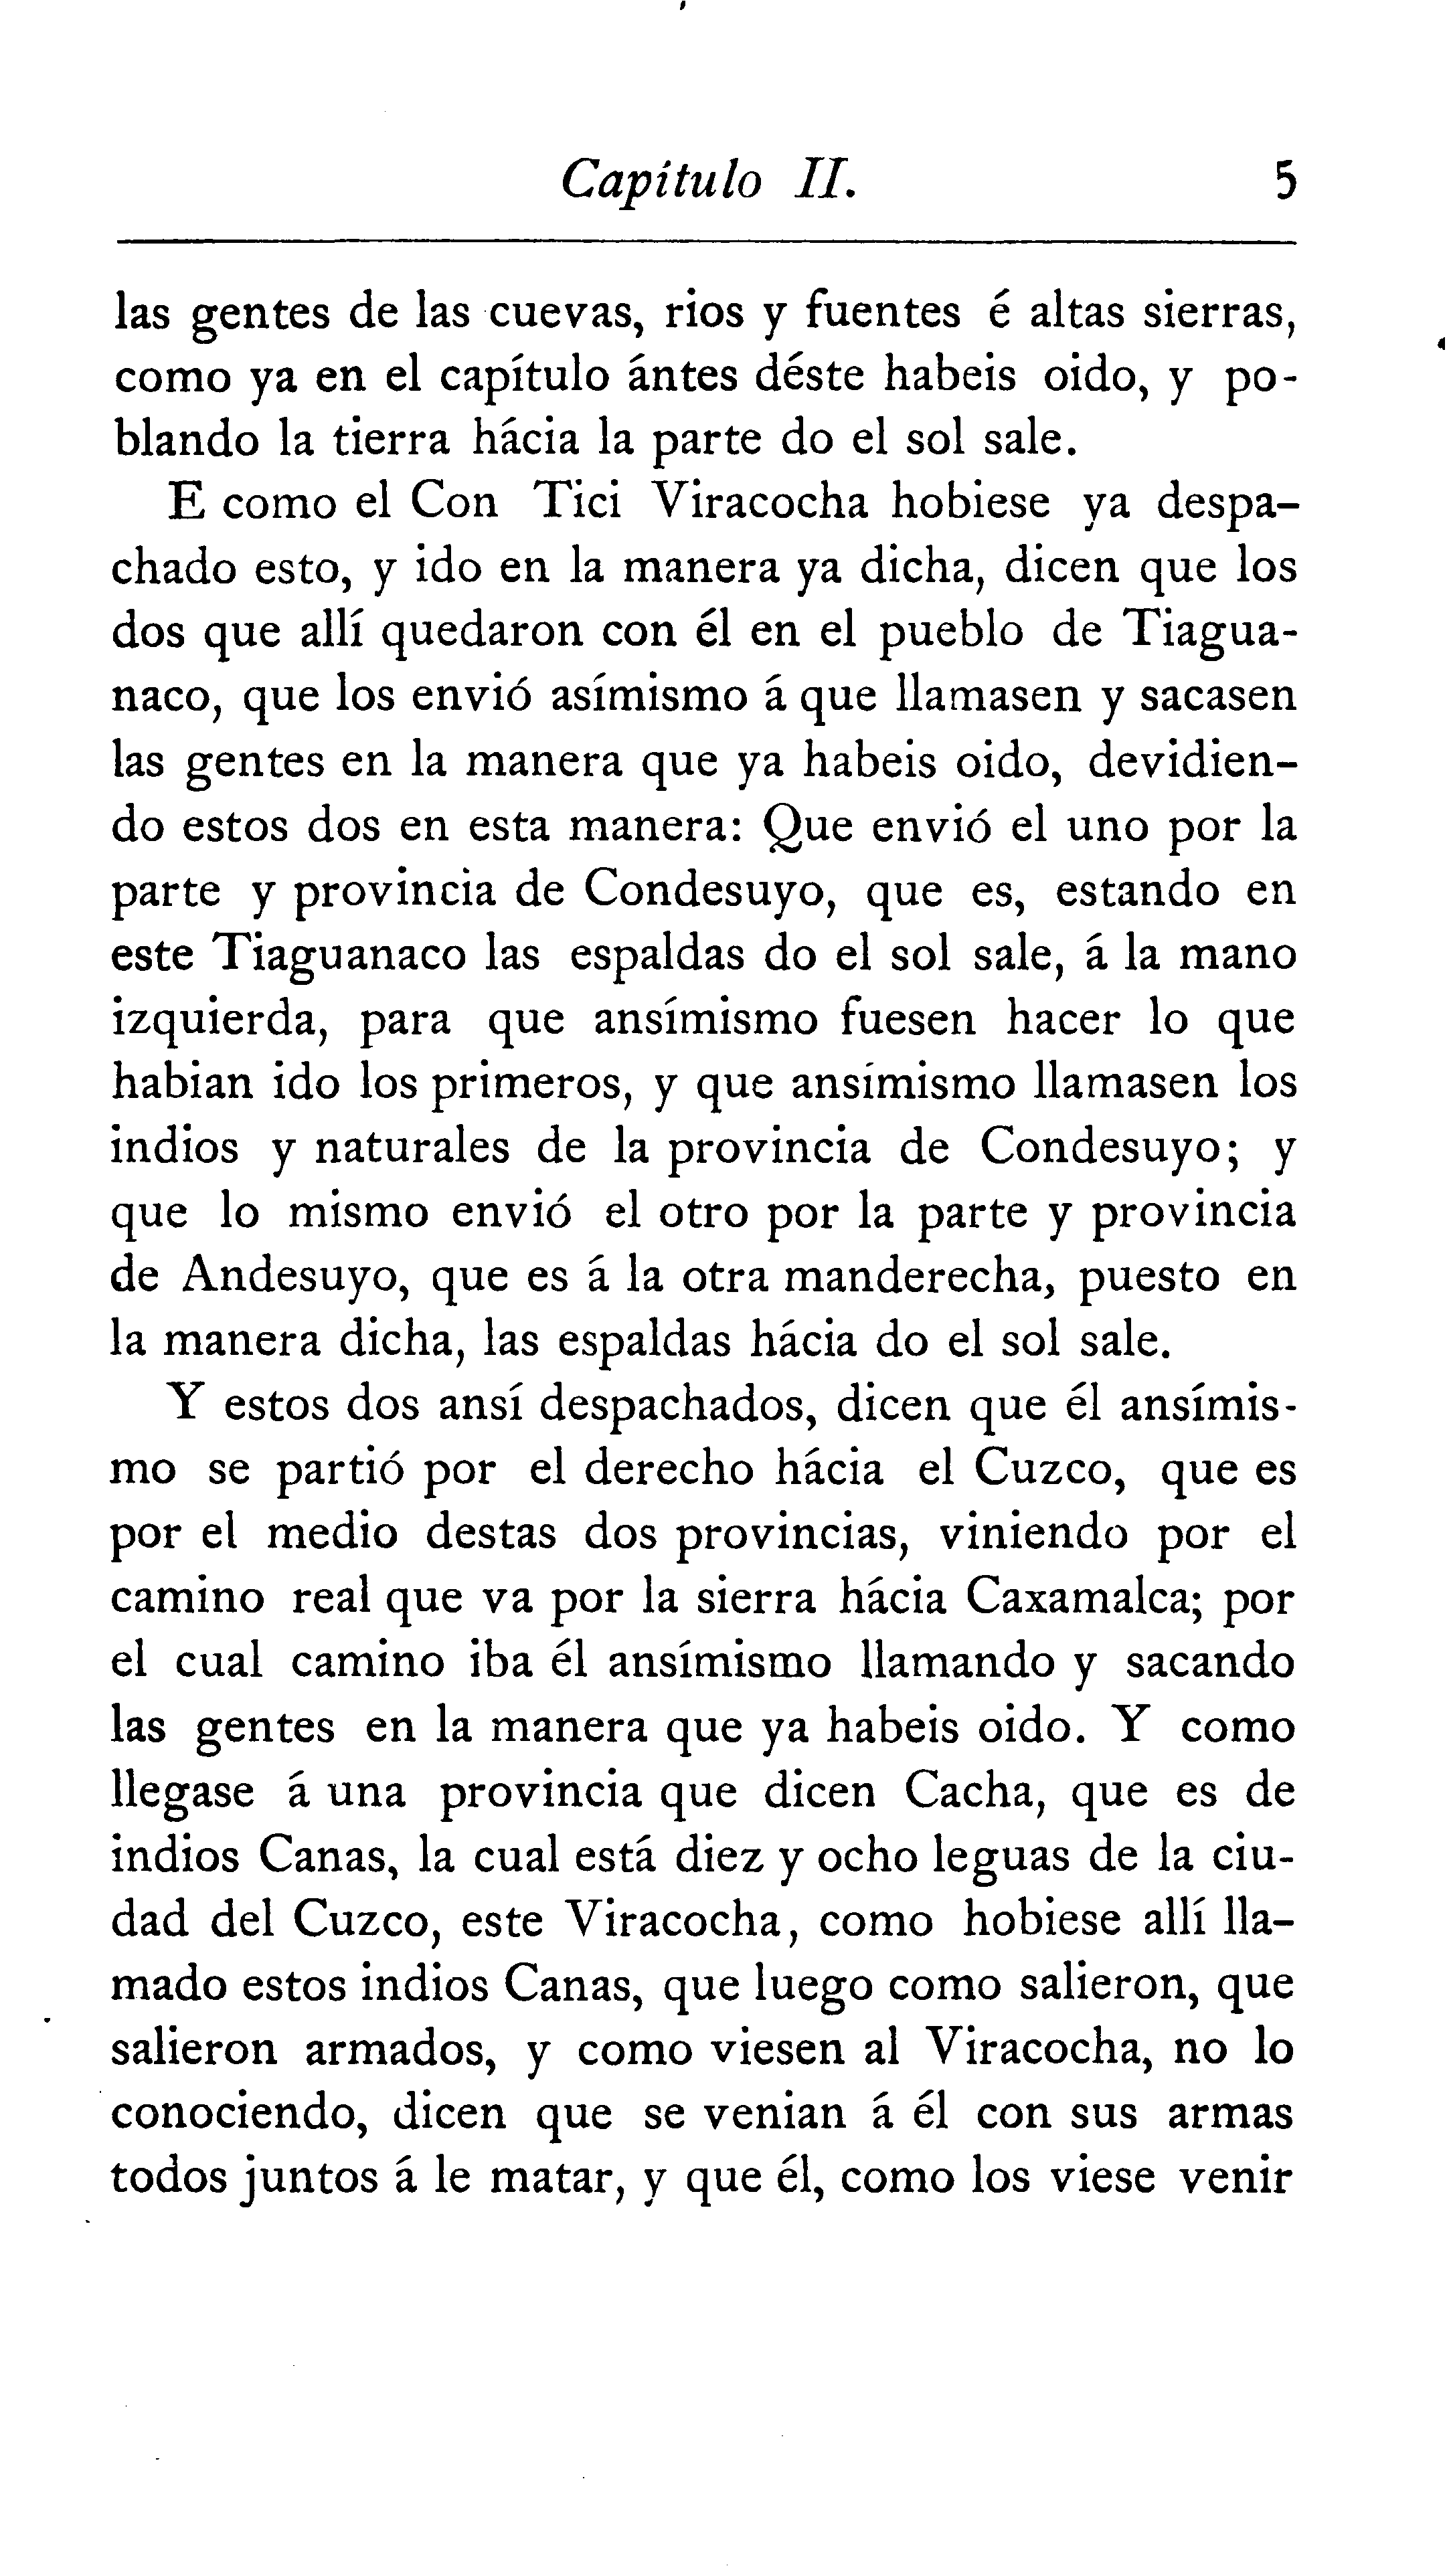 Capítulo II. 5
las gentes de las cuevas, rios y fuentes é altas sierras,
como ya en el capítulo ántes déste habeis oido, y po-
blando la tierra hácia la parte do el sol sale.
E como el Con Tici Viracocha hobiese ya despa-
chado esto, y ido en la manera ya dicha, dicen que los
dos que allí quedaron con él en el pueblo de Tiagua-
naco, que los envió asímismo á que llamasen y sacasen
las gentes en la manera que ya habeis oido, devidien-
do estos dos en esta manera: Que envió el uno por la
parte y provincia de Condesuyo, que es, estando en
este Tiaguanaco las espaldas do el sol sale, á la mano
izquierda, para que ansímismo fuesen hacer lo que
habian ido los primeros, y que ansímismo llamasen los
indios y naturales de la provincia de Condesuyo; y
que lo mismo envió el otro por la parte y provincia
de Andesuyo, que es á la otra manderecha, puesto en
la manera dicha, las espaldas hácia do el sol sale.
Y estos dos ansí despachados, dicen que él ansímis-
mo se partió por el derecho hácia el Cuzco, que es
por el medio destas dos provincias, viniendo por el
camino real que va por la sierra hácia Caxamalca; por
el cual camino iba él ansímismo llamando y sacando
las gentes en la manera que ya habeis oido. Y como
llegase á una provincia que dicen Cacha, que es de
indios Canas, la cual está diez y ocho leguas de la ciu-
dad del Cuzco, este Viracocha, como hobiese allí lla-
mado estos indios Canas, que luego como salieron, que
salieron armados, y como viesen al Viracocha, no lo
conociendo, dicen que se venian á él con sus armas
todos juntos á le matar, y que él, como los viese venir